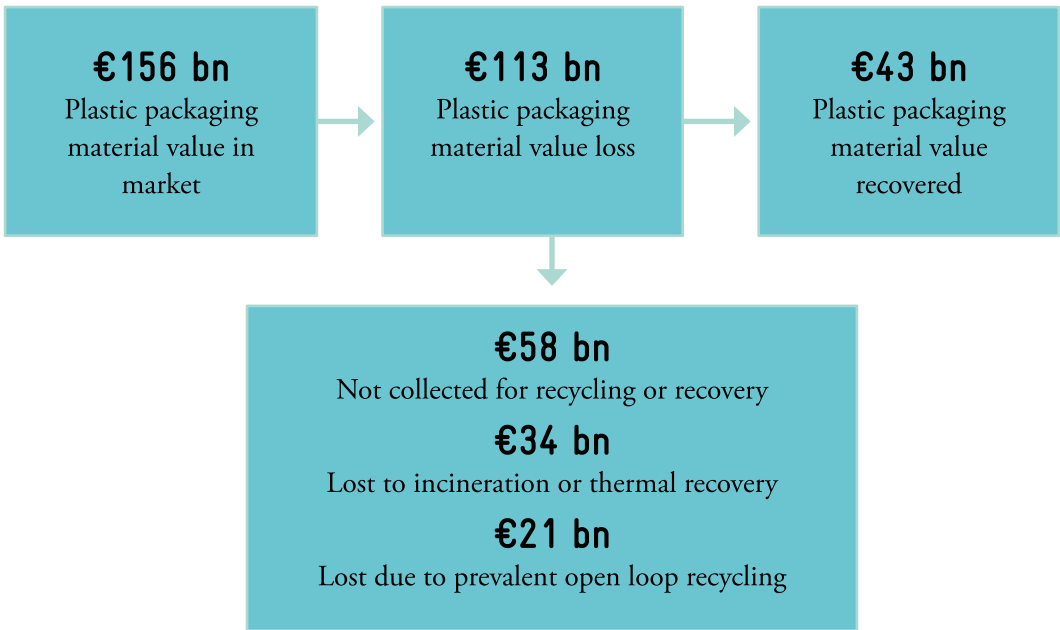 €156 bn
Plastic packaging
material value in
market
€113 bn
Plastic packaging
material value loss
€43 bn
Plastic packaging
material value
recovered
€58 bn
Not collected for recycling or recovery
€34 bn
Lost to incineration or thermal recovery
€21 bn
Lost due to prevalent open loop recycling